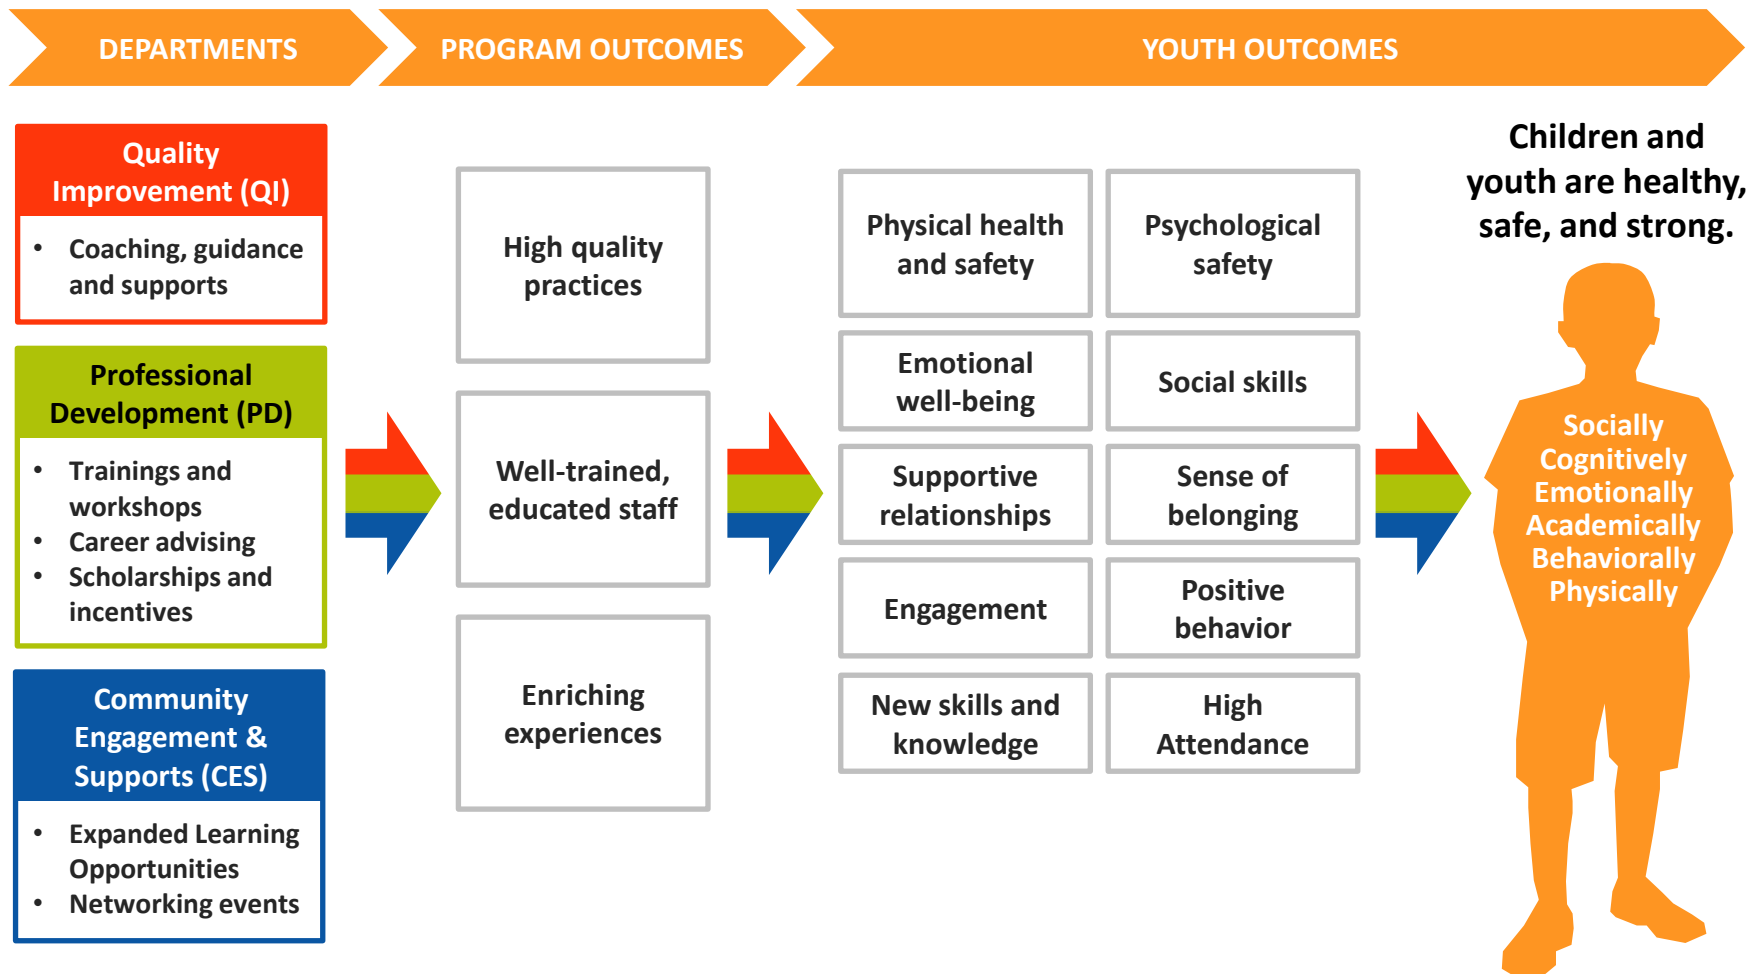 DEPARTMENTS
PROGRAM OUTCOMES
YOUTH OUTCOMES
Quality
Improvement (QI)
• Coaching, guidance
and supports
Professional
Development (PD)
• Trainings and
workshops
• Career advising
• Scholarships and
incentives
Community
Engagement &
Supports (CES)
• Expanded Learning
Opportunities
• Networking events
High quality
practices
Well-trained,
educated staff
Enriching
experiences
Physical health
and safety
Psychological
safety
Emotional
well-being
Social skills
Supportive
relationships
Sense of
belonging
Engagement
Positive
behavior
New skills and
knowledge
High
Attendance
Children and
youth are healthy,
safe, and strong.
Socially
Cognitively
Emotionally
Academically
Behaviorally
Physically